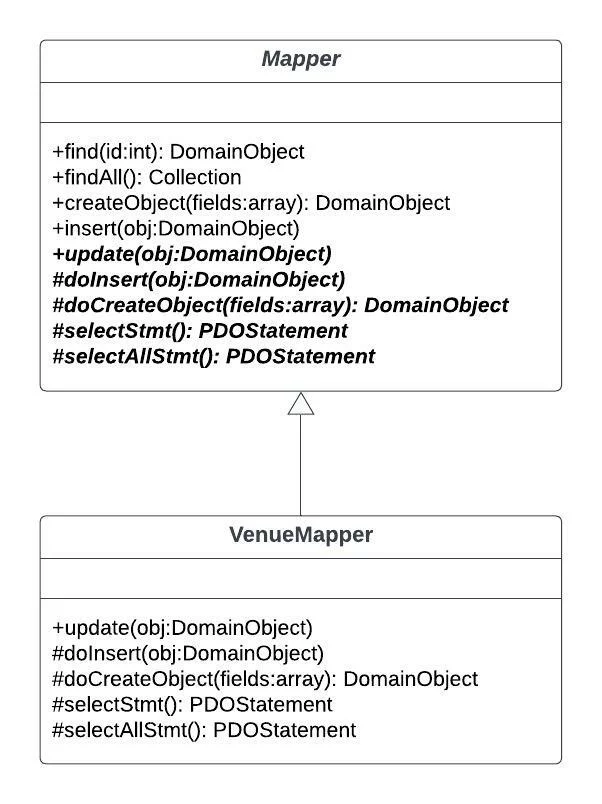 Mapper
+find(id:int): DomainObject
+findAll(): Collection
+createObject(fields:array): DomainObject
+insert(obj:DomainObject)
+update(obj:DomainObject)
#doInsert(obj:DomainObject)
#doCreateObject(fields:array): DomainObject
#selectStmt(): PDOStatement
#selectAllStmt(): PDOStatement
VenueMapper
+update(obj:DomainObject)
#doInsert(obj:DomainObject)
#doCreateObject(fields:array): DomainObject
#selectStmt(): PDOStatement
#selectAllStmt(): PDOStatement